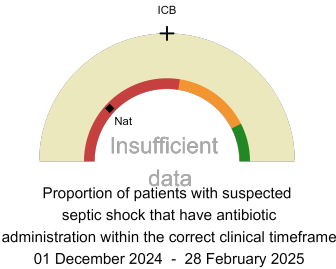 ICB
Nat
Insufficient
data
Proportion of patients with suspected
septic shock that have antibiotic
administration within the correct clinical timeframe
01 December 2024 - 28 February 2025